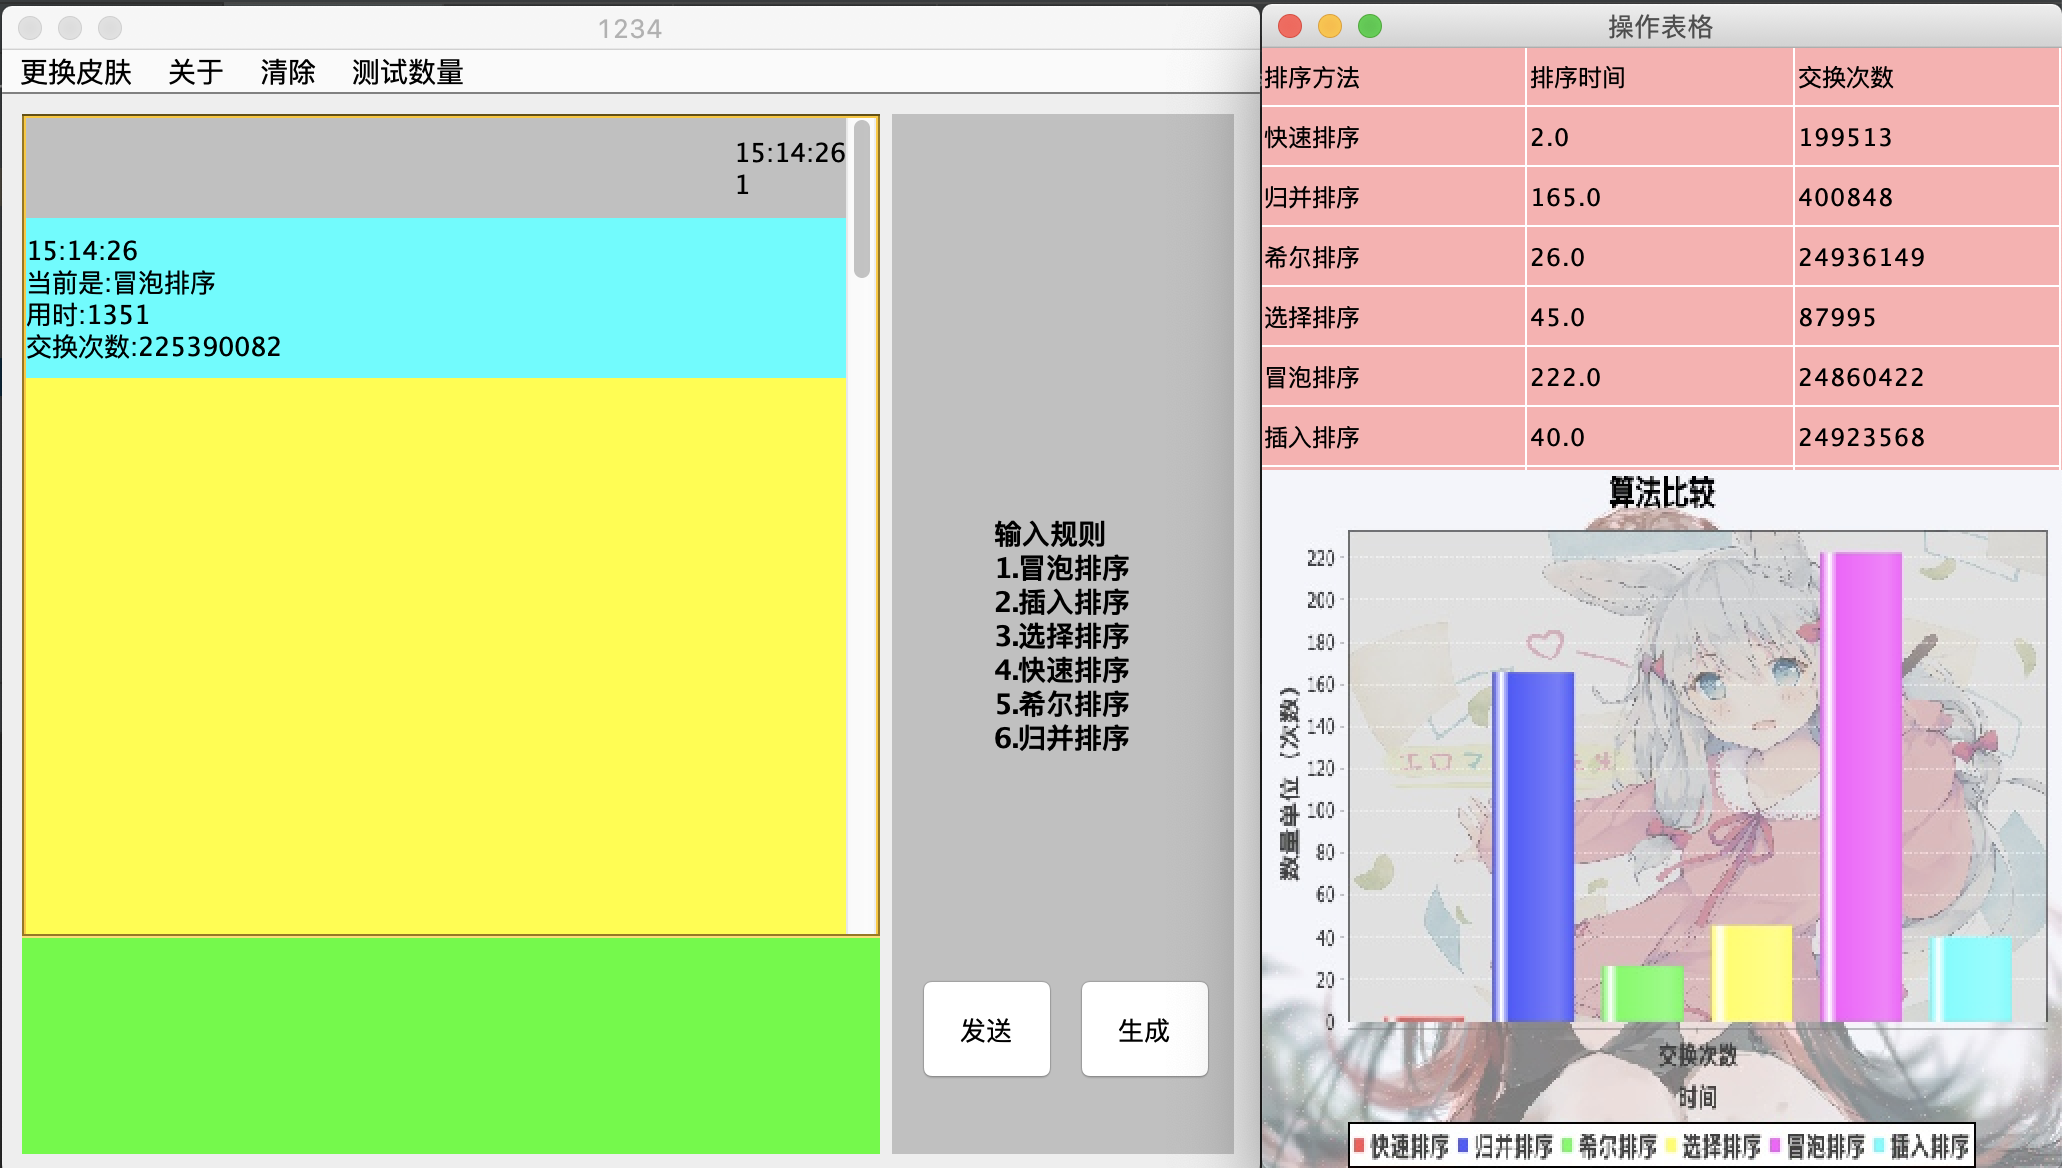 1234
更换皮肤 关于 清除 测试数量
15:14:26
1
15:14:26
当前是:冒泡排序
用时:1351
交换次数:225390082
输入规则
1.冒泡排序
2.插入排序
3.选择排序
4.快速排序
5.希尔排序
6.归并排序
发送 生成
操作表格
排序方法 排序时间 交换次数
快速排序 2.0 199513
归并排序 165.0 400848
希尔排序 26.0 24936149
选择排序 45.0 87995
冒泡排序 222.0 24860422
插入排序 40.0 24923568
算法比较
数量单位（次数）
220
200
180
160
140
120
100
80
60
40
20
0
交换次数
时间
快速排序 归并排序 希尔排序 选择排序 冒泡排序 插入排序